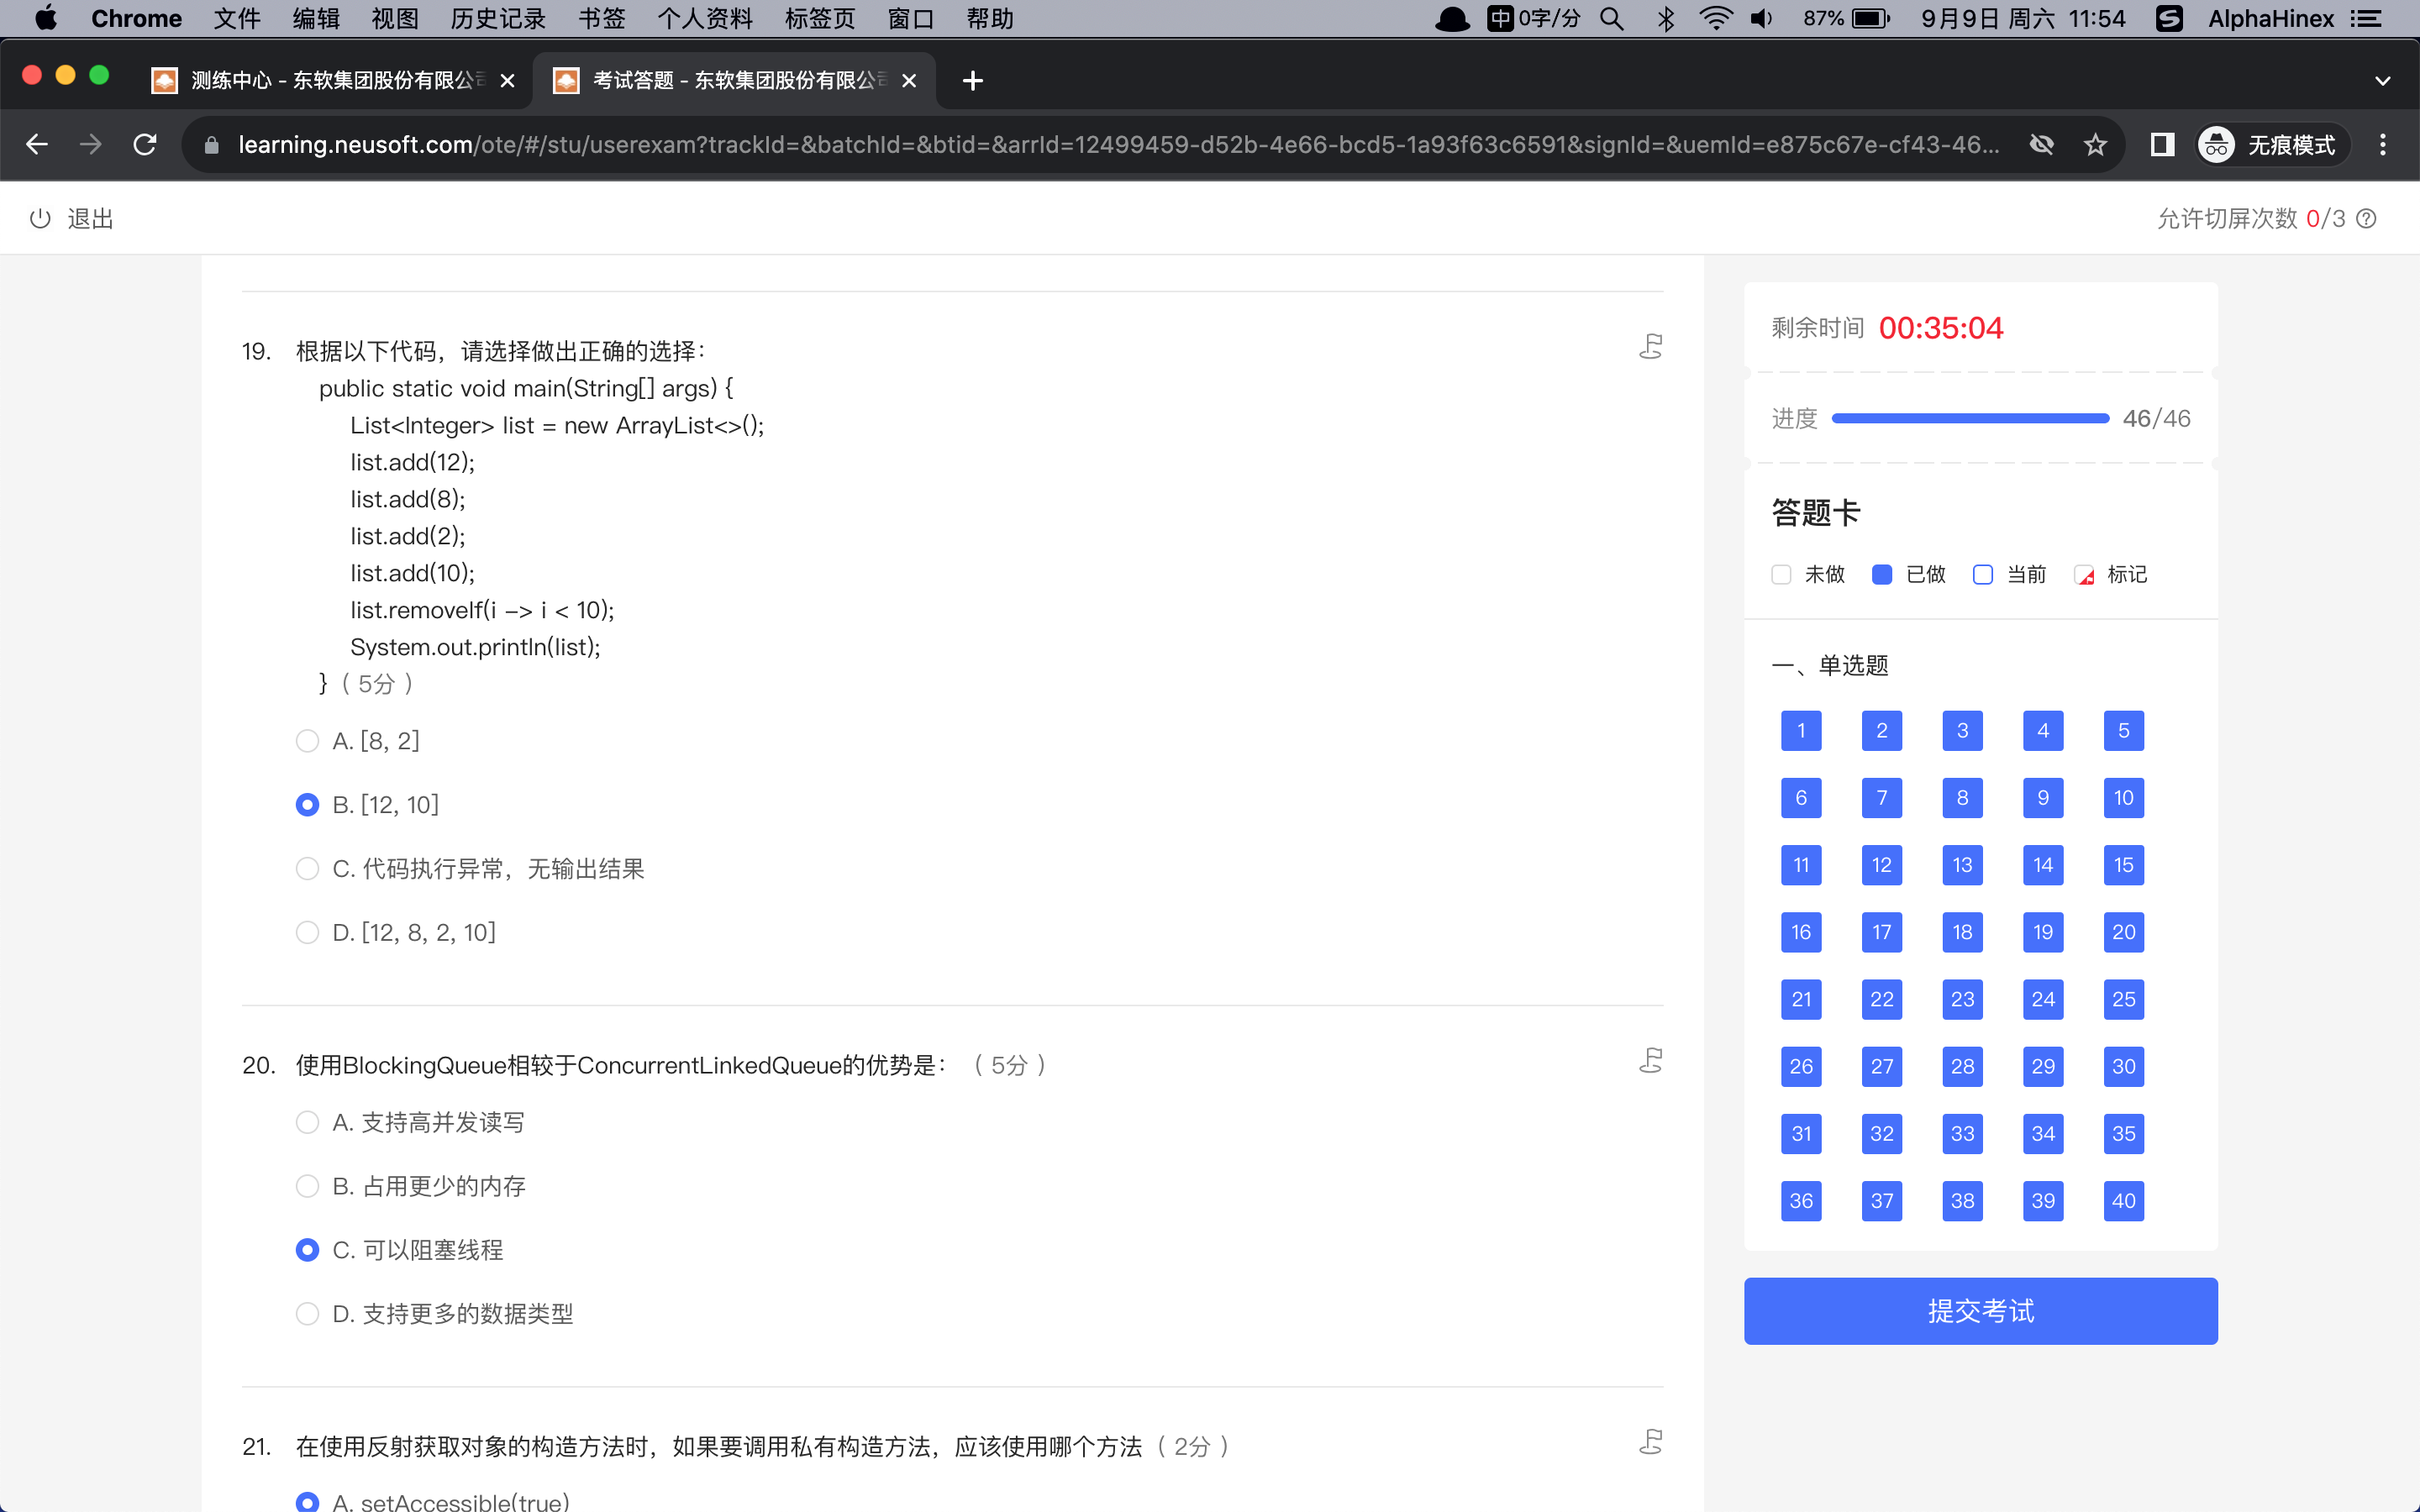 Chrome 文件 编辑 视图 历史记录 书签 个人资料 标签页 窗口 帮助 中 0字/分 87% 9月9日 周六 11:54 S AlphaHinex
测练中心 - 东软集团股份有限公司 考试答题 - 东软集团股份有限公司
learning.neusoft.com/ote/#/stu/userexam?trackId=&batchId=&btid=&arrId=12499459-d52b-4e66-bcd5-1a93f63c6591&signId=&uemId=e875c67e-cf43-46... 无痕模式
退出 允许切屏次数 0/3
19. 根据以下代码，请选择做出正确的选择：
public static void main(String[] args) {
List<Integer> list = new ArrayList<>();
list.add(12);
list.add(8);
list.add(2);
list.add(10);
list.removeIf(i -> i < 10);
System.out.println(list);
} ( 5分 )
A. [8, 2]
B. [12, 10]
C. 代码执行异常，无输出结果
D. [12, 8, 2, 10]
20. 使用BlockingQueue相较于ConcurrentLinkedQueue的优势是： ( 5分 )
A. 支持高并发读写
B. 占用更少的内存
C. 可以阻塞线程
D. 支持更多的数据类型
21. 在使用反射获取对象的构造方法时，如果要调用私有构造方法，应该使用哪个方法 ( 2分 )
A. setAccessible(true)
剩余时间 00:35:04
进度 46/46
答题卡
未做 已做 当前 标记
一、单选题
1 2 3 4 5
6 7 8 9 10
11 12 13 14 15
16 17 18 19 20
21 22 23 24 25
26 27 28 29 30
31 32 33 34 35
36 37 38 39 40
提交考试